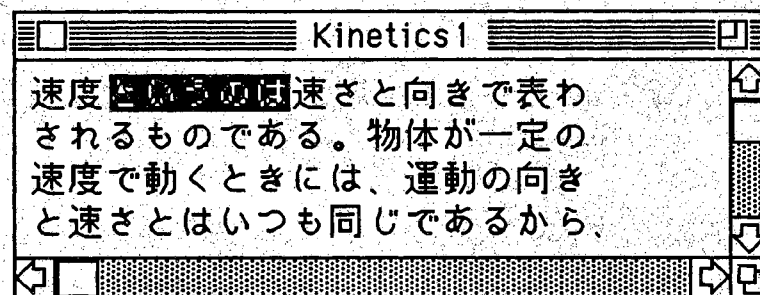 Kinetics1
速度というのは速さと向きで表わ
されるものである。物体が一定の
速度で動くときには、運動の向き
と速さとはいつも同じであるから、